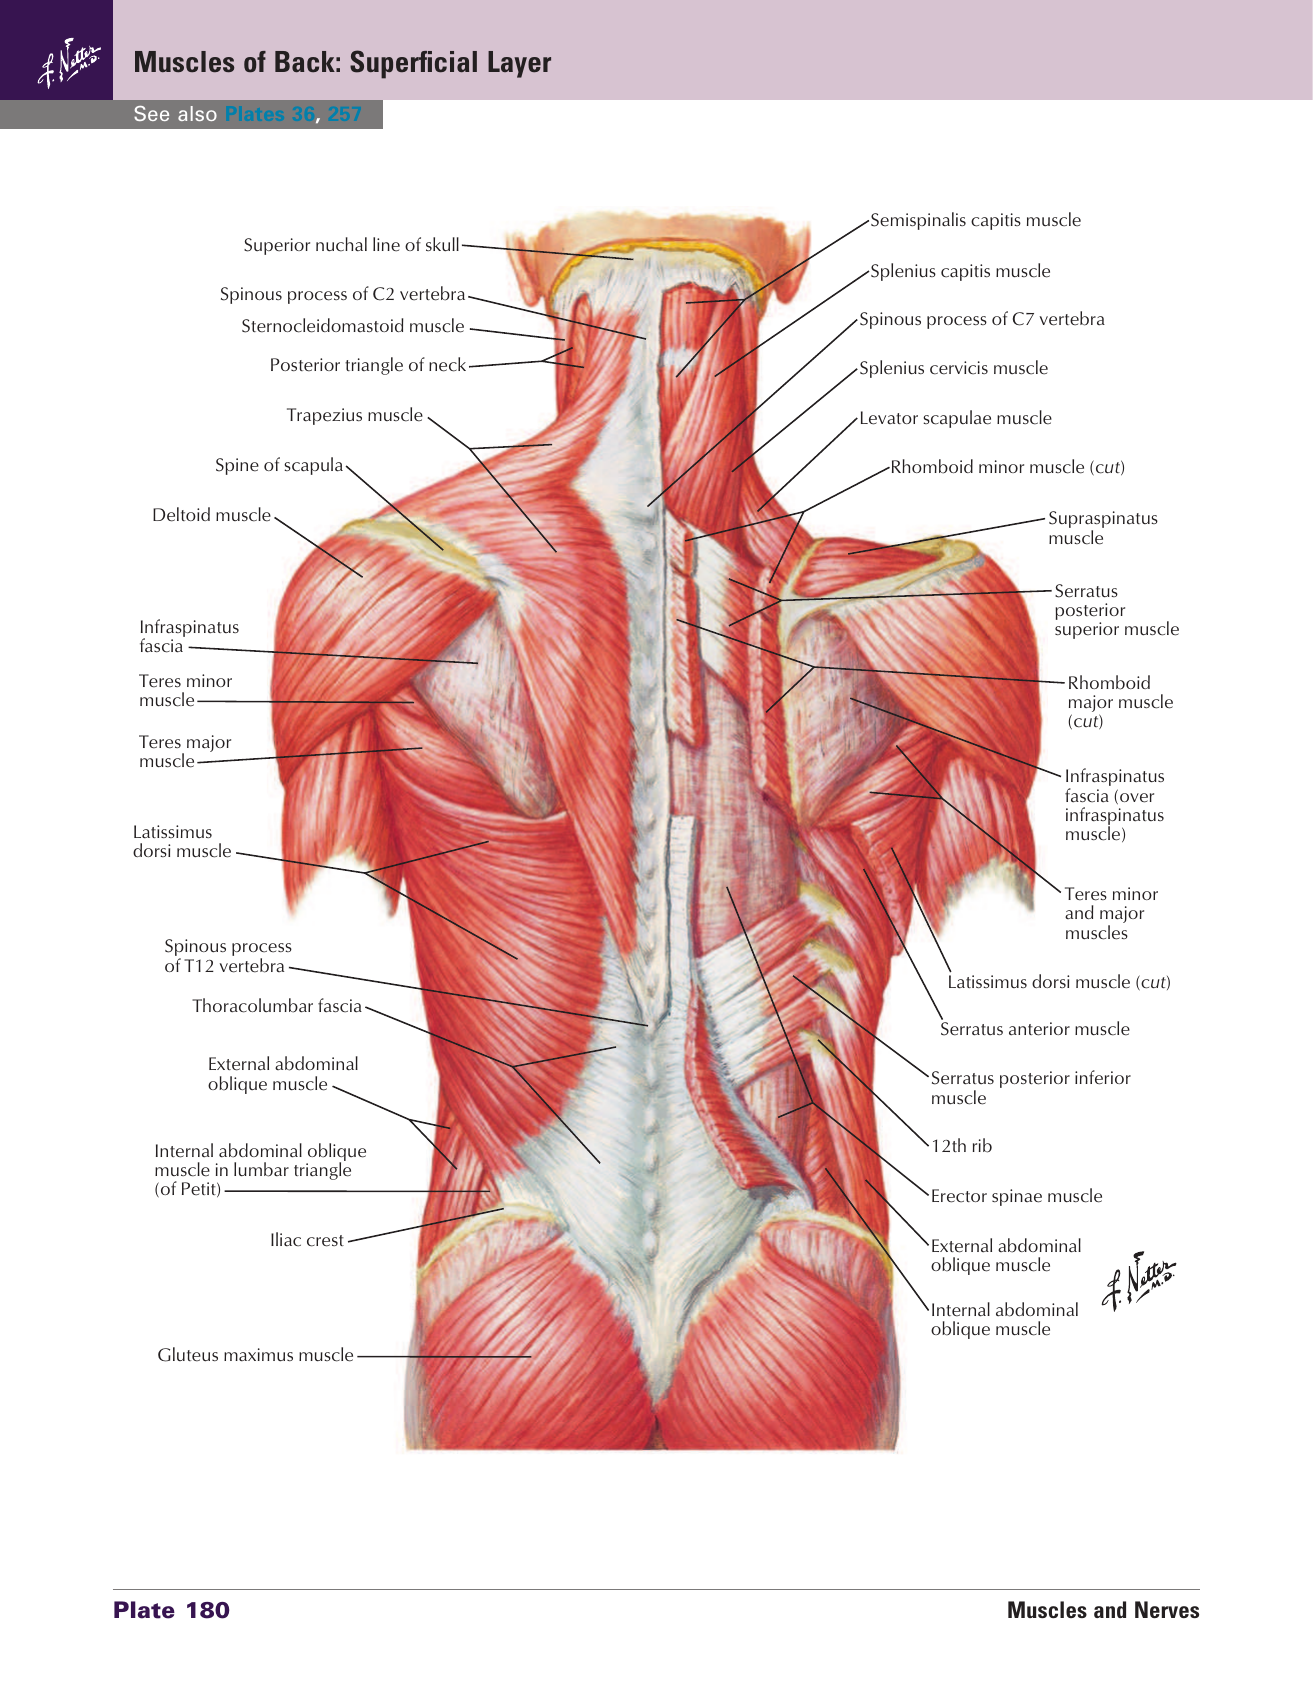 F. Netter M.D.
Muscles of Back: Superficial Layer
See also Plates 36, 257
Superior nuchal line of skull
Spinous process of C2 vertebra
Sternocleidomastoid muscle
Posterior triangle of neck
Trapezius muscle
Spine of scapula
Deltoid muscle
Infraspinatus
fascia
Teres minor
muscle
Teres major
muscle
Latissimus
dorsi muscle
Spinous process
of T12 vertebra
Thoracolumbar fascia
External abdominal
oblique muscle
Internal abdominal oblique
muscle in lumbar triangle
(of Petit)
Iliac crest
Gluteus maximus muscle
Semispinalis capitis muscle
Splenius capitis muscle
Spinous process of C7 vertebra
Splenius cervicis muscle
Levator scapulae muscle
Rhomboid minor muscle (cut)
Supraspinatus
muscle
Serratus
posterior
superior muscle
Rhomboid
major muscle
(cut)
Infraspinatus
fascia (over
infraspinatus
muscle)
Teres minor
and major
muscles
Latissimus dorsi muscle (cut)
Serratus anterior muscle
Serratus posterior inferior
muscle
12th rib
Erector spinae muscle
External abdominal
oblique muscle
Internal abdominal
oblique muscle
F. Netter M.D.
Plate 180
Muscles and Nerves